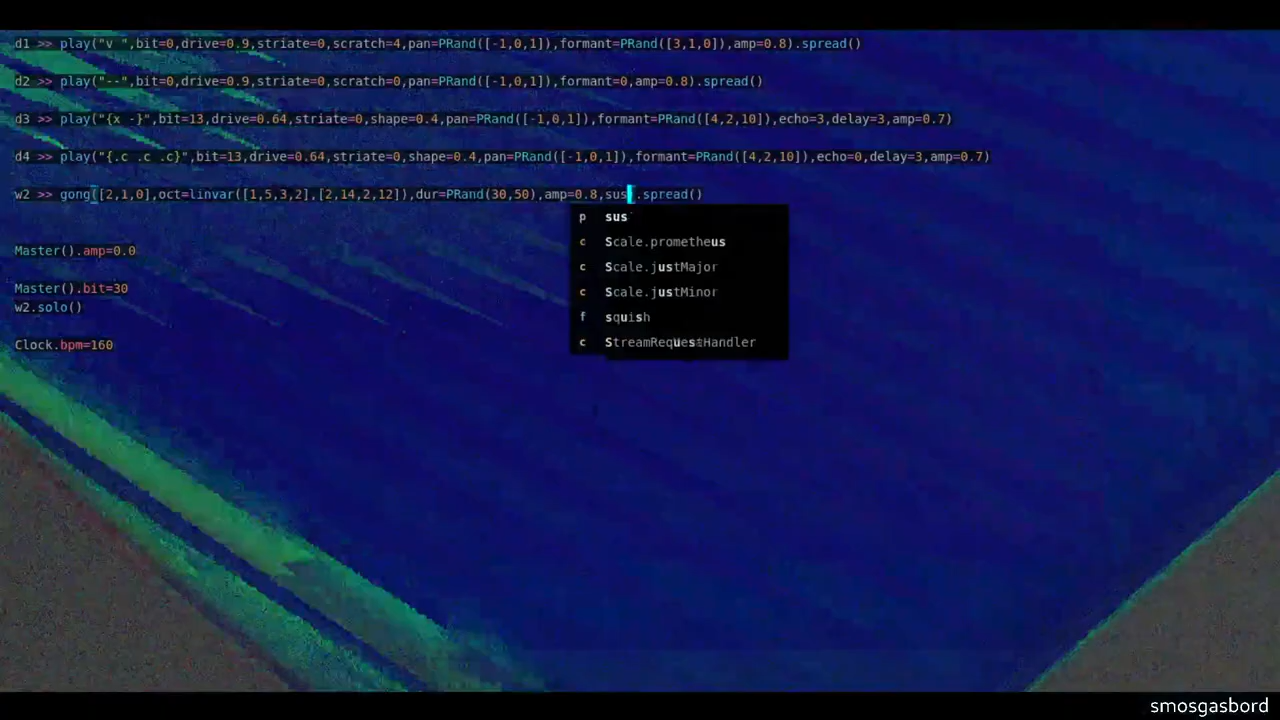 d1 >> play("v ",bit=0,drive=0.9,striate=0,scratch=4,pan=PRand([-1,0,1]),formant=PRand([3,1,0]),amp=0.8).spread()
d2 >> play("--",bit=0,drive=0.9,striate=0,scratch=0,pan=PRand([-1,0,1]),formant=0,amp=0.8).spread()
d3 >> play("{x -}",bit=13,drive=0.64,striate=0,shape=0.4,pan=PRand([-1,0,1]),formant=PRand([4,2,10]),echo=3,delay=3,amp=0.7)
d4 >> play("{.c .c .c}",bit=13,drive=0.64,striate=0,shape=0.4,pan=PRand([-1,0,1]),formant=PRand([4,2,10]),echo=0,delay=3,amp=0.7)
w2 >> gong([2,1,0],oct=linvar([1,5,3,2],[2,14,2,12]),dur=PRand(30,50),amp=0.8,sus).spread()
p sus
c Scale.prometheus
c Scale.justMajor
c Scale.justMinor
f squish
c StreamRequestHandler
Master().amp=0.0
Master().bit=30
w2.solo()
Clock.bpm=160
smosgasbord